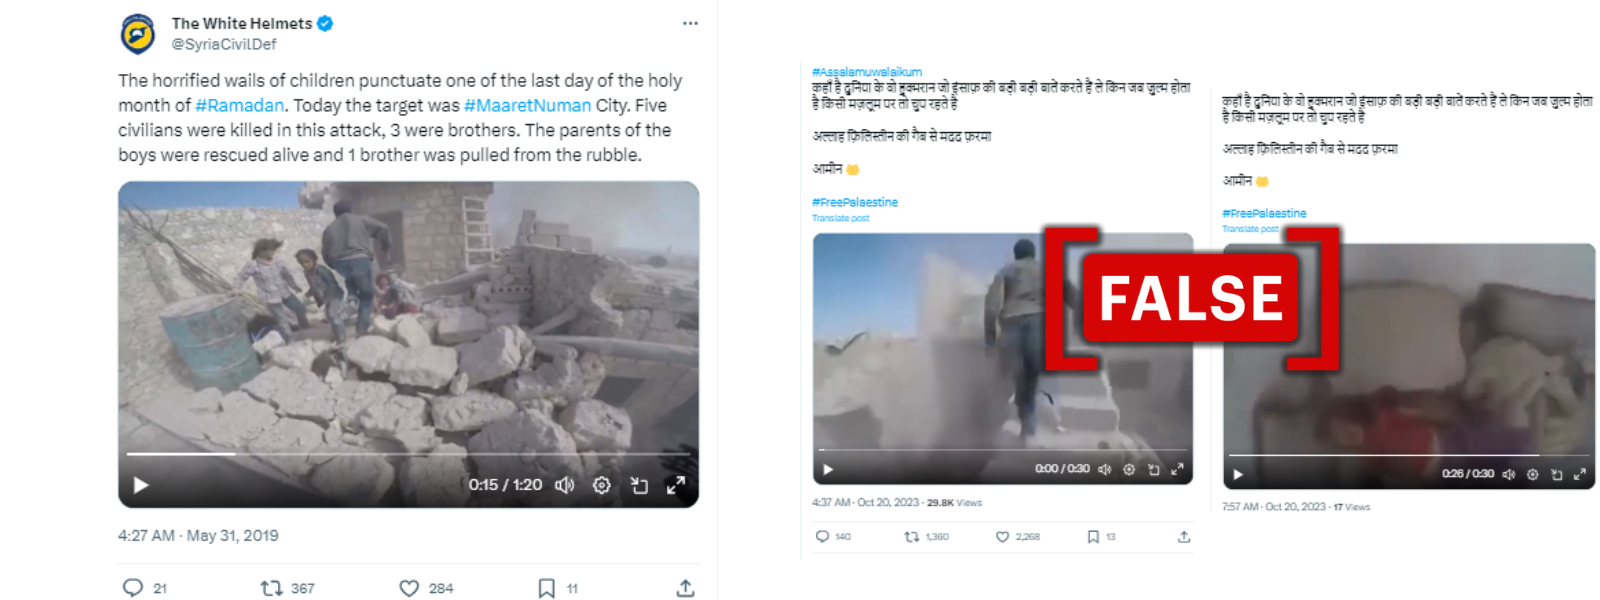 The White Helmets
@SyriaCivilDef
The horrified wails of children punctuate one of the last day of the holy
month of #Ramadan. Today the target was #MaaretNuman City. Five
civilians were killed in this attack, 3 were brothers. The parents of the
boys were rescued alive and 1 brother was pulled from the rubble.
0:15 / 1:20
4:27 AM · May 31, 2019
21
367
284
11
#Assalamuwalaikum
कहाँ है दुनिया के वो हुक्मरान जो इंसाफ़ की बड़ी बड़ी बातें करते हैं ले किन जब ज़ुल्म होता
है किसी मज़लूम पर तो चुप रहते है
अल्लाह फ़िलिस्तीन की गैब से मदद फ़रमा
आमीन 🤲
#FreePalaestine
Translate post
0:00 / 0:30
4:37 AM · Oct 20, 2023 · 29.8K Views
140
1,360
2,268
13
कहाँ है दुनिया के वो हुक्मरान जो इंसाफ़ की बड़ी बड़ी बातें करते हैं ले किन जब ज़ुल्म होता
है किसी मज़लूम पर तो चुप रहते है
अल्लाह फ़िलिस्तीन की गैब से मदद फ़रमा
आमीन 🤲
#FreePalaestine
Translate post
FALSE
0:26 / 0:30
7:57 AM · Oct 20, 2023 · 17 Views